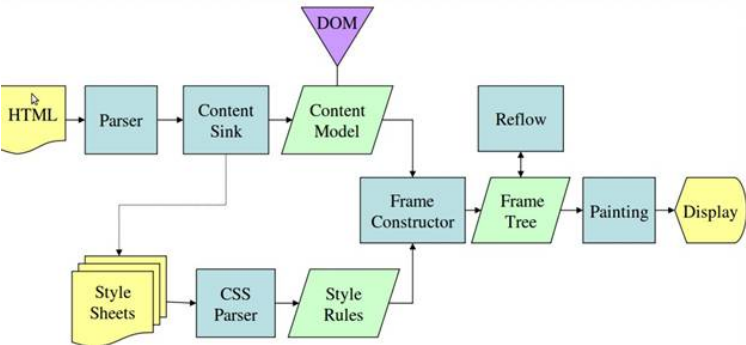 DOM
HTML
Parser
Content
Sink
Content
Model
Reflow
Frame
Constructor
Frame
Tree
Painting
Display
Style
Sheets
CSS
Parser
Style
Rules